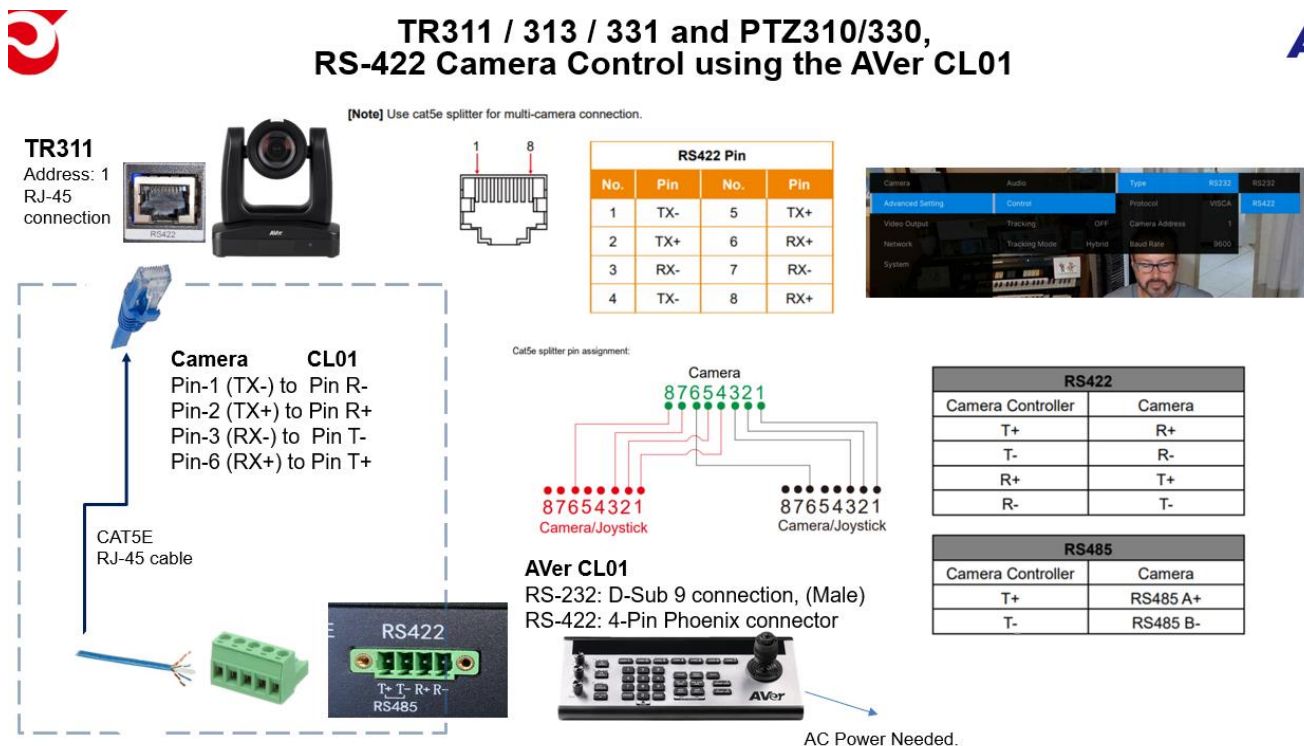 TR311 / 313 / 331 and PTZ310/330,
RS-422 Camera Control using the AVer CL01
[Note] Use cat5e splitter for multi-camera connection.
TR311
Address: 1
RJ-45
connection
RS422
AVer
1 8
RS422 Pin
No. Pin No. Pin
1 TX- 5 TX+
2 TX+ 6 RX+
3 RX- 7 RX-
4 TX- 8 RX+
Camera Audio Type RS232 RS232
Advanced Setting Control Protocol VISCA RS422
Video Output Tracking OFF Camera Address 1
Network Tracking Mode Hybrid Baud Rate 9600
System
Camera CL01
Pin-1 (TX-) to Pin R-
Pin-2 (TX+) to Pin R+
Pin-3 (RX-) to Pin T-
Pin-6 (RX+) to Pin T+
CAT5E
RJ-45 cable
Cat5e splitter pin assignment:
Camera
87654321
87654321
Camera/Joystick
87654321
Camera/Joystick
RS422
Camera Controller Camera
T+ R+
T- R-
R+ T+
R- T-
RS485
Camera Controller Camera
T+ RS485 A+
T- RS485 B-
RS422
T+ T- R+ R-
RS485
AVer CL01
RS-232: D-Sub 9 connection, (Male)
RS-422: 4-Pin Phoenix connector
AVer
AC Power Needed.